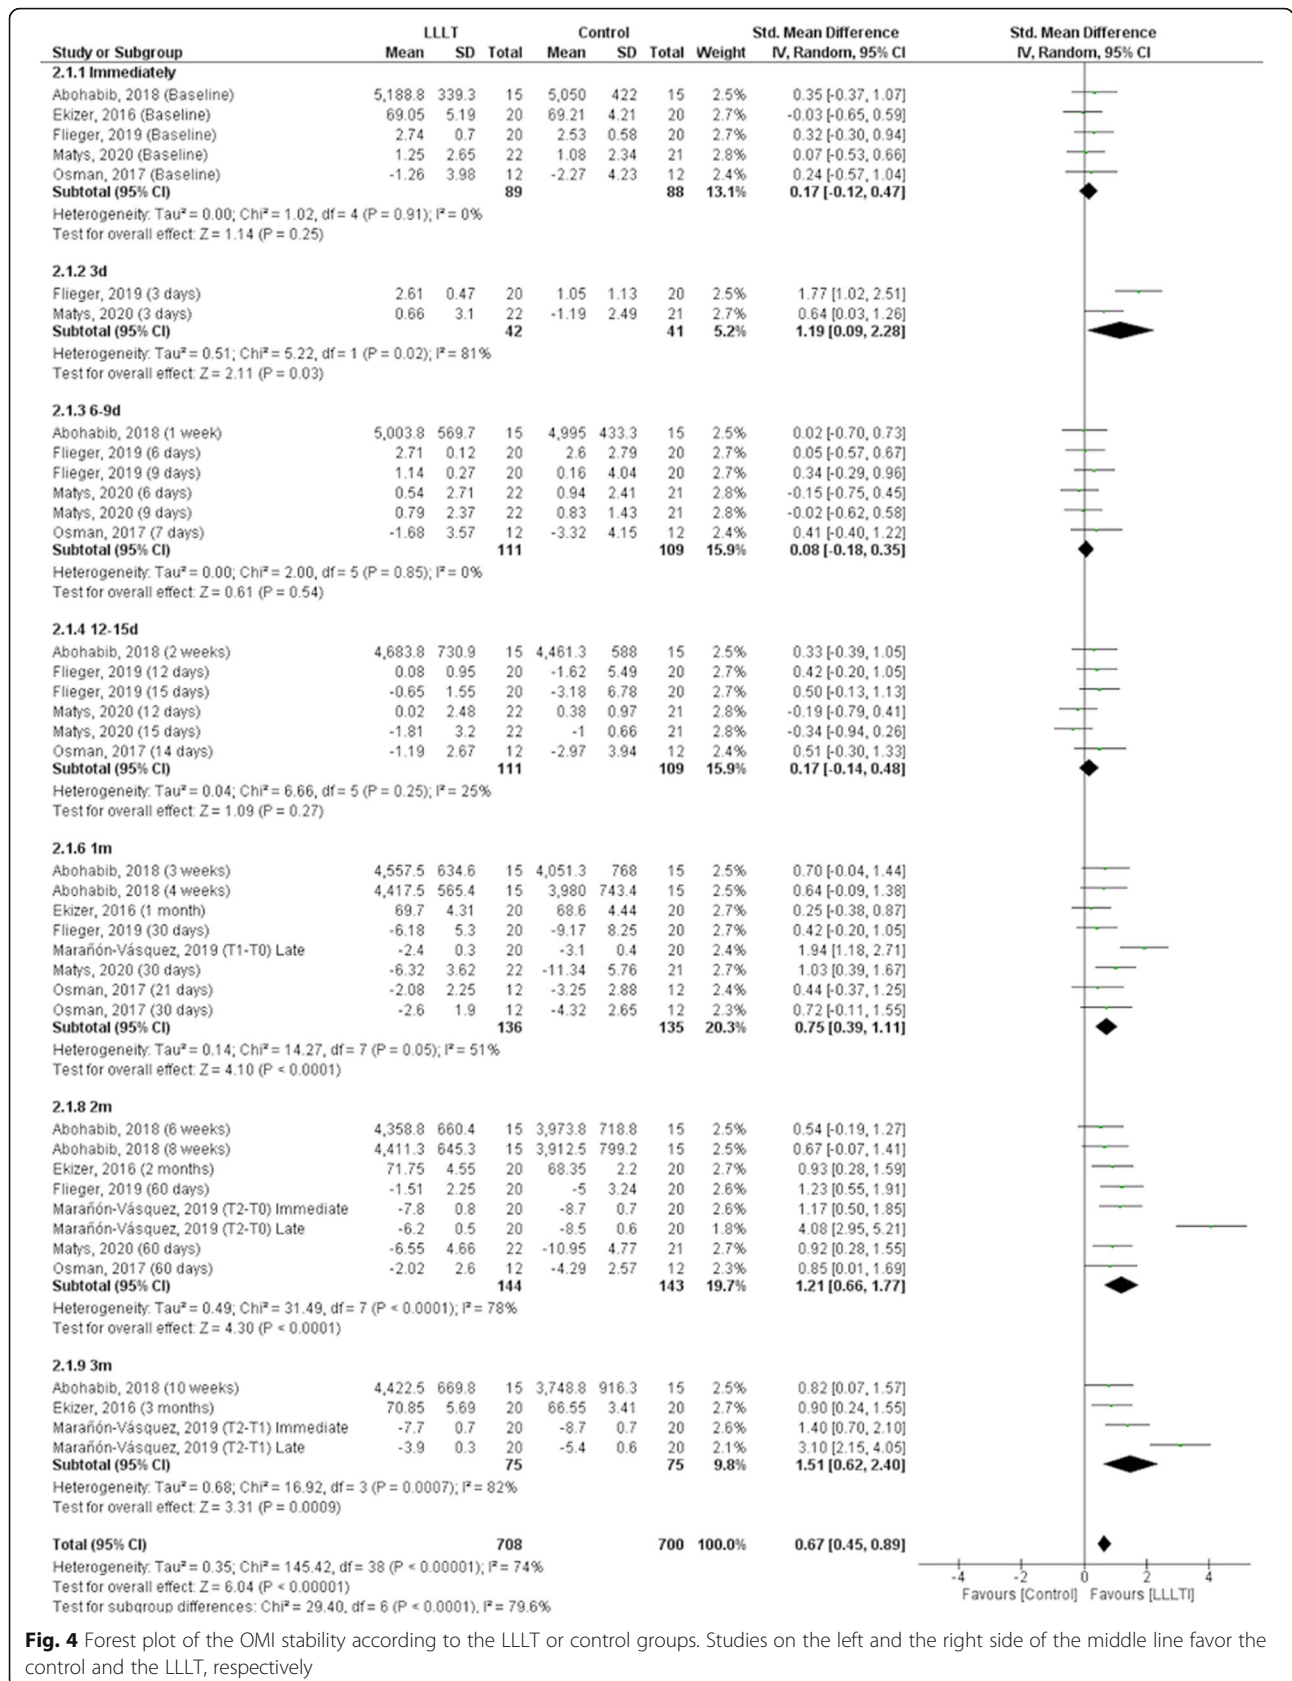 LLLT Control Std. Mean Difference Std. Mean Difference
Study or Subgroup Mean SD Total Mean SD Total Weight IV, Random, 95% CI IV, Random, 95% CI
2.1.1 Immediately
Abohabib, 2018 (Baseline) 5,188.8 339.3 15 5,050 422 15 2.5% 0.35 [-0.37, 1.07]
Ekizer, 2016 (Baseline) 69.05 5.19 20 69.21 4.21 20 2.7% -0.03 [-0.65, 0.59]
Flieger, 2019 (Baseline) 2.74 0.7 20 2.53 0.58 20 2.7% 0.32 [-0.30, 0.94]
Matys, 2020 (Baseline) 1.25 2.65 22 1.08 2.34 21 2.8% 0.07 [-0.53, 0.66]
Osman, 2017 (Baseline) -1.26 3.98 12 -2.27 4.23 12 2.4% 0.24 [-0.57, 1.04]
Subtotal (95% CI) 89 88 13.1% 0.17 [-0.12, 0.47]
Heterogeneity: Tau² = 0.00; Chi² = 1.02, df = 4 (P = 0.91); I² = 0%
Test for overall effect: Z = 1.14 (P = 0.25)
2.1.2 3d
Flieger, 2019 (3 days) 2.61 0.47 20 1.05 1.13 20 2.5% 1.77 [1.02, 2.51]
Matys, 2020 (3 days) 0.66 3.1 22 -1.19 2.49 21 2.7% 0.64 [0.03, 1.26]
Subtotal (95% CI) 42 41 5.2% 1.19 [0.09, 2.28]
Heterogeneity: Tau² = 0.51; Chi² = 5.22, df = 1 (P = 0.02); I² = 81%
Test for overall effect: Z = 2.11 (P = 0.03)
2.1.3 6-9d
Abohabib, 2018 (1 week) 5,003.8 569.7 15 4,995 433.3 15 2.5% 0.02 [-0.70, 0.73]
Flieger, 2019 (6 days) 2.71 0.12 20 2.6 2.79 20 2.7% 0.05 [-0.57, 0.67]
Flieger, 2019 (9 days) 1.14 0.27 20 0.16 4.04 20 2.7% 0.34 [-0.29, 0.96]
Matys, 2020 (6 days) 0.54 2.71 22 0.94 2.41 21 2.8% -0.15 [-0.75, 0.45]
Matys, 2020 (9 days) 0.79 2.37 22 0.83 1.43 21 2.8% -0.02 [-0.62, 0.58]
Osman, 2017 (7 days) -1.68 3.57 12 -3.32 4.15 12 2.4% 0.41 [-0.40, 1.22]
Subtotal (95% CI) 111 109 15.9% 0.08 [-0.18, 0.35]
Heterogeneity: Tau² = 0.00; Chi² = 2.00, df = 5 (P = 0.85); I² = 0%
Test for overall effect: Z = 0.61 (P = 0.54)
2.1.4 12-15d
Abohabib, 2018 (2 weeks) 4,683.8 730.9 15 4,461.3 588 15 2.5% 0.33 [-0.39, 1.05]
Flieger, 2019 (12 days) 0.08 0.95 20 -1.62 5.49 20 2.7% 0.42 [-0.20, 1.05]
Flieger, 2019 (15 days) -0.65 1.55 20 -3.18 6.78 20 2.7% 0.50 [-0.13, 1.13]
Matys, 2020 (12 days) 0.02 2.48 22 0.38 0.97 21 2.8% -0.19 [-0.79, 0.41]
Matys, 2020 (15 days) -1.81 3.2 22 -1 0.66 21 2.8% -0.34 [-0.94, 0.26]
Osman, 2017 (14 days) -1.19 2.67 12 -2.97 3.94 12 2.4% 0.51 [-0.30, 1.33]
Subtotal (95% CI) 111 109 15.9% 0.17 [-0.14, 0.48]
Heterogeneity: Tau² = 0.04; Chi² = 6.66, df = 5 (P = 0.25); I² = 25%
Test for overall effect: Z = 1.09 (P = 0.27)
2.1.6 1m
Abohabib, 2018 (3 weeks) 4,557.5 634.6 15 4,051.3 768 15 2.5% 0.70 [-0.04, 1.44]
Abohabib, 2018 (4 weeks) 4,417.5 565.4 15 3,980 743.4 15 2.5% 0.64 [-0.09, 1.38]
Ekizer, 2016 (1 month) 69.7 4.31 20 68.6 4.44 20 2.7% 0.25 [-0.38, 0.87]
Flieger, 2019 (30 days) -6.18 5.3 20 -9.17 8.25 20 2.7% 0.42 [-0.20, 1.05]
Marañón-Vásquez, 2019 (T1-T0) Late -2.4 0.3 20 -3.1 0.4 20 2.4% 1.94 [1.18, 2.71]
Matys, 2020 (30 days) -6.32 3.62 22 -11.34 5.76 21 2.7% 1.03 [0.39, 1.67]
Osman, 2017 (21 days) -2.08 2.25 12 -3.25 2.88 12 2.4% 0.44 [-0.37, 1.25]
Osman, 2017 (30 days) -2.6 1.9 12 -4.32 2.65 12 2.3% 0.72 [-0.11, 1.55]
Subtotal (95% CI) 136 135 20.3% 0.75 [0.39, 1.11]
Heterogeneity: Tau² = 0.14; Chi² = 14.27, df = 7 (P = 0.05); I² = 51%
Test for overall effect: Z = 4.10 (P < 0.0001)
2.1.8 2m
Abohabib, 2018 (6 weeks) 4,358.8 660.4 15 3,973.8 718.8 15 2.5% 0.54 [-0.19, 1.27]
Abohabib, 2018 (8 weeks) 4,411.3 645.3 15 3,912.5 799.2 15 2.5% 0.67 [-0.07, 1.41]
Ekizer, 2016 (2 months) 71.75 4.55 20 68.35 2.2 20 2.7% 0.93 [0.28, 1.59]
Flieger, 2019 (60 days) -1.51 2.25 20 -5 3.24 20 2.6% 1.23 [0.55, 1.91]
Marañón-Vásquez, 2019 (T2-T0) Immediate -7.8 0.8 20 -8.7 0.7 20 2.6% 1.17 [0.50, 1.85]
Marañón-Vásquez, 2019 (T2-T0) Late -6.2 0.5 20 -8.5 0.6 20 1.8% 4.08 [2.95, 5.21]
Matys, 2020 (60 days) -6.55 4.66 22 -10.95 4.77 21 2.7% 0.92 [0.28, 1.55]
Osman, 2017 (60 days) -2.02 2.6 12 -4.29 2.57 12 2.3% 0.85 [0.01, 1.69]
Subtotal (95% CI) 144 143 19.7% 1.21 [0.66, 1.77]
Heterogeneity: Tau² = 0.49; Chi² = 31.49, df = 7 (P < 0.0001); I² = 78%
Test for overall effect: Z = 4.30 (P < 0.0001)
2.1.9 3m
Abohabib, 2018 (10 weeks) 4,422.5 669.8 15 3,748.8 916.3 15 2.5% 0.82 [0.07, 1.57]
Ekizer, 2016 (3 months) 70.85 5.69 20 66.55 3.41 20 2.7% 0.90 [0.24, 1.55]
Marañón-Vásquez, 2019 (T2-T1) Immediate -7.7 0.7 20 -8.7 0.7 20 2.6% 1.40 [0.70, 2.10]
Marañón-Vásquez, 2019 (T2-T1) Late -3.9 0.3 20 -5.4 0.6 20 2.1% 3.10 [2.15, 4.05]
Subtotal (95% CI) 75 75 9.8% 1.51 [0.62, 2.40]
Heterogeneity: Tau² = 0.68; Chi² = 16.92, df = 3 (P = 0.0007); I² = 82%
Test for overall effect: Z = 3.31 (P = 0.0009)
Total (95% CI) 708 700 100.0% 0.67 [0.45, 0.89]
Heterogeneity: Tau² = 0.35; Chi² = 145.42, df = 38 (P < 0.00001); I² = 74%
Test for overall effect: Z = 6.04 (P < 0.00001)
Test for subgroup differences: Chi² = 29.40, df = 6 (P < 0.0001), I² = 79.6%
-4 -2 0 2 4
Favours [Control] Favours [LLLTI]
Fig. 4 Forest plot of the OMI stability according to the LLLT or control groups. Studies on the left and the right side of the middle line favor the
control and the LLLT, respectively